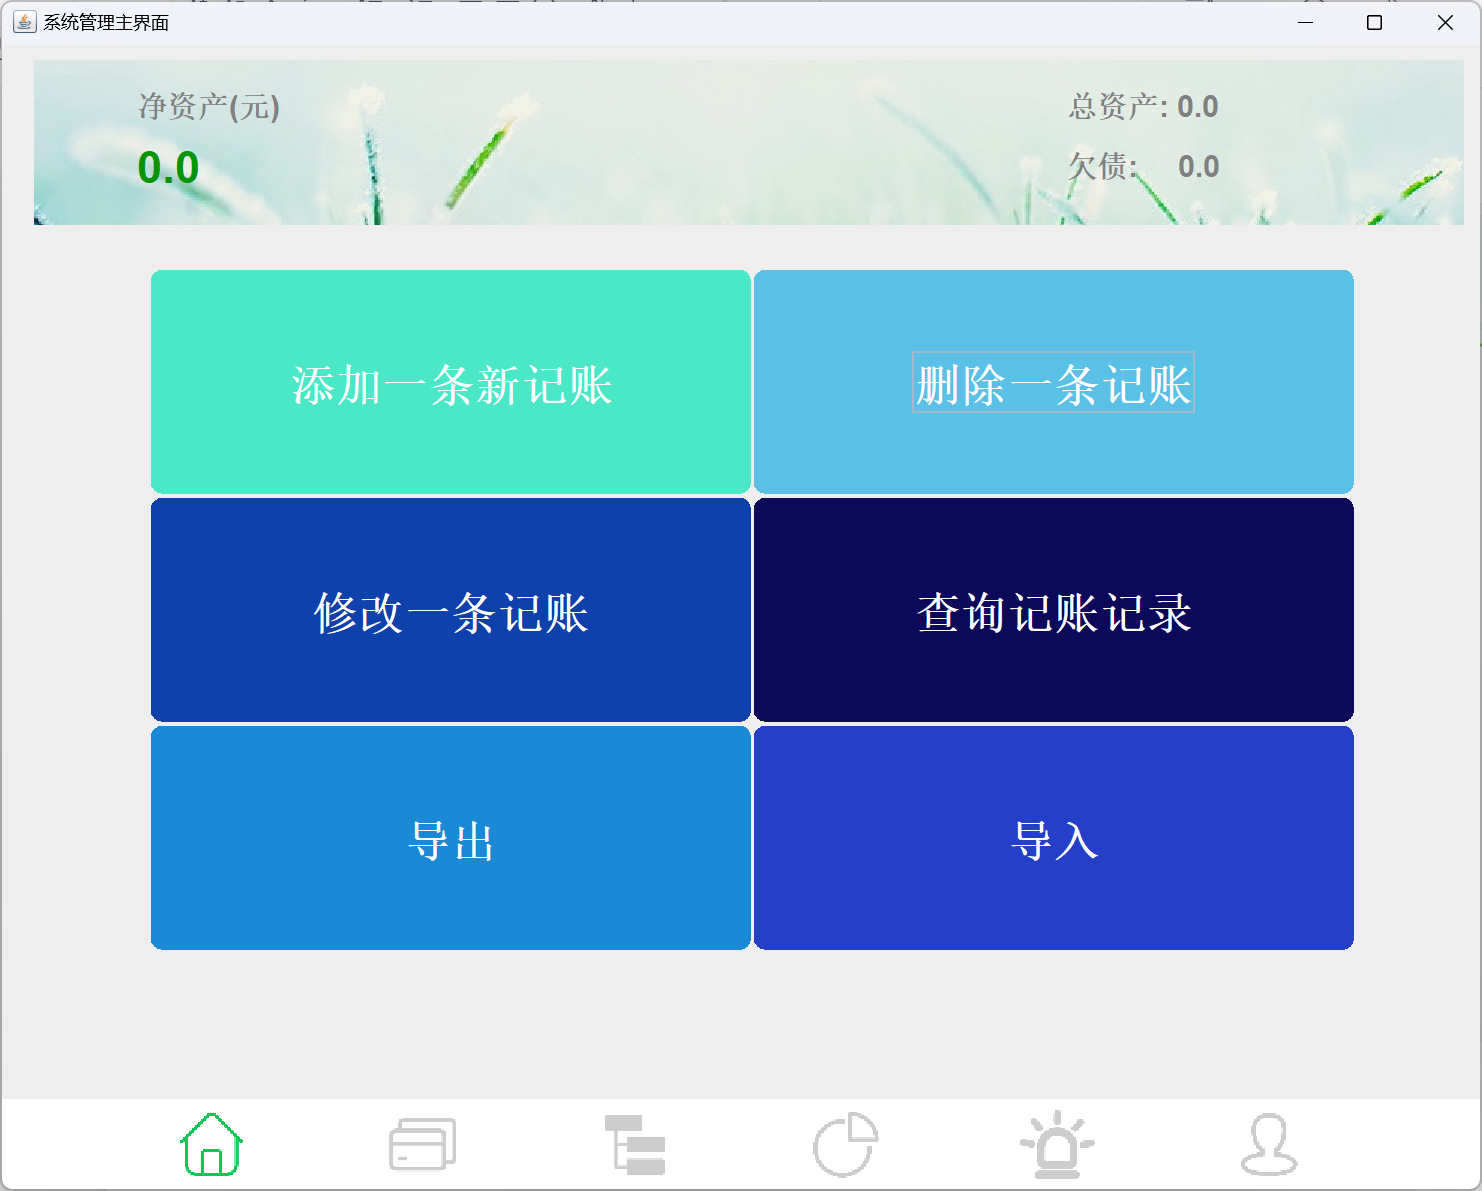 系统管理主界面
净资产(元)
0.0
总资产: 0.0
欠债: 0.0
添加一条新记账
删除一条记账
修改一条记账
查询记账记录
导出
导入